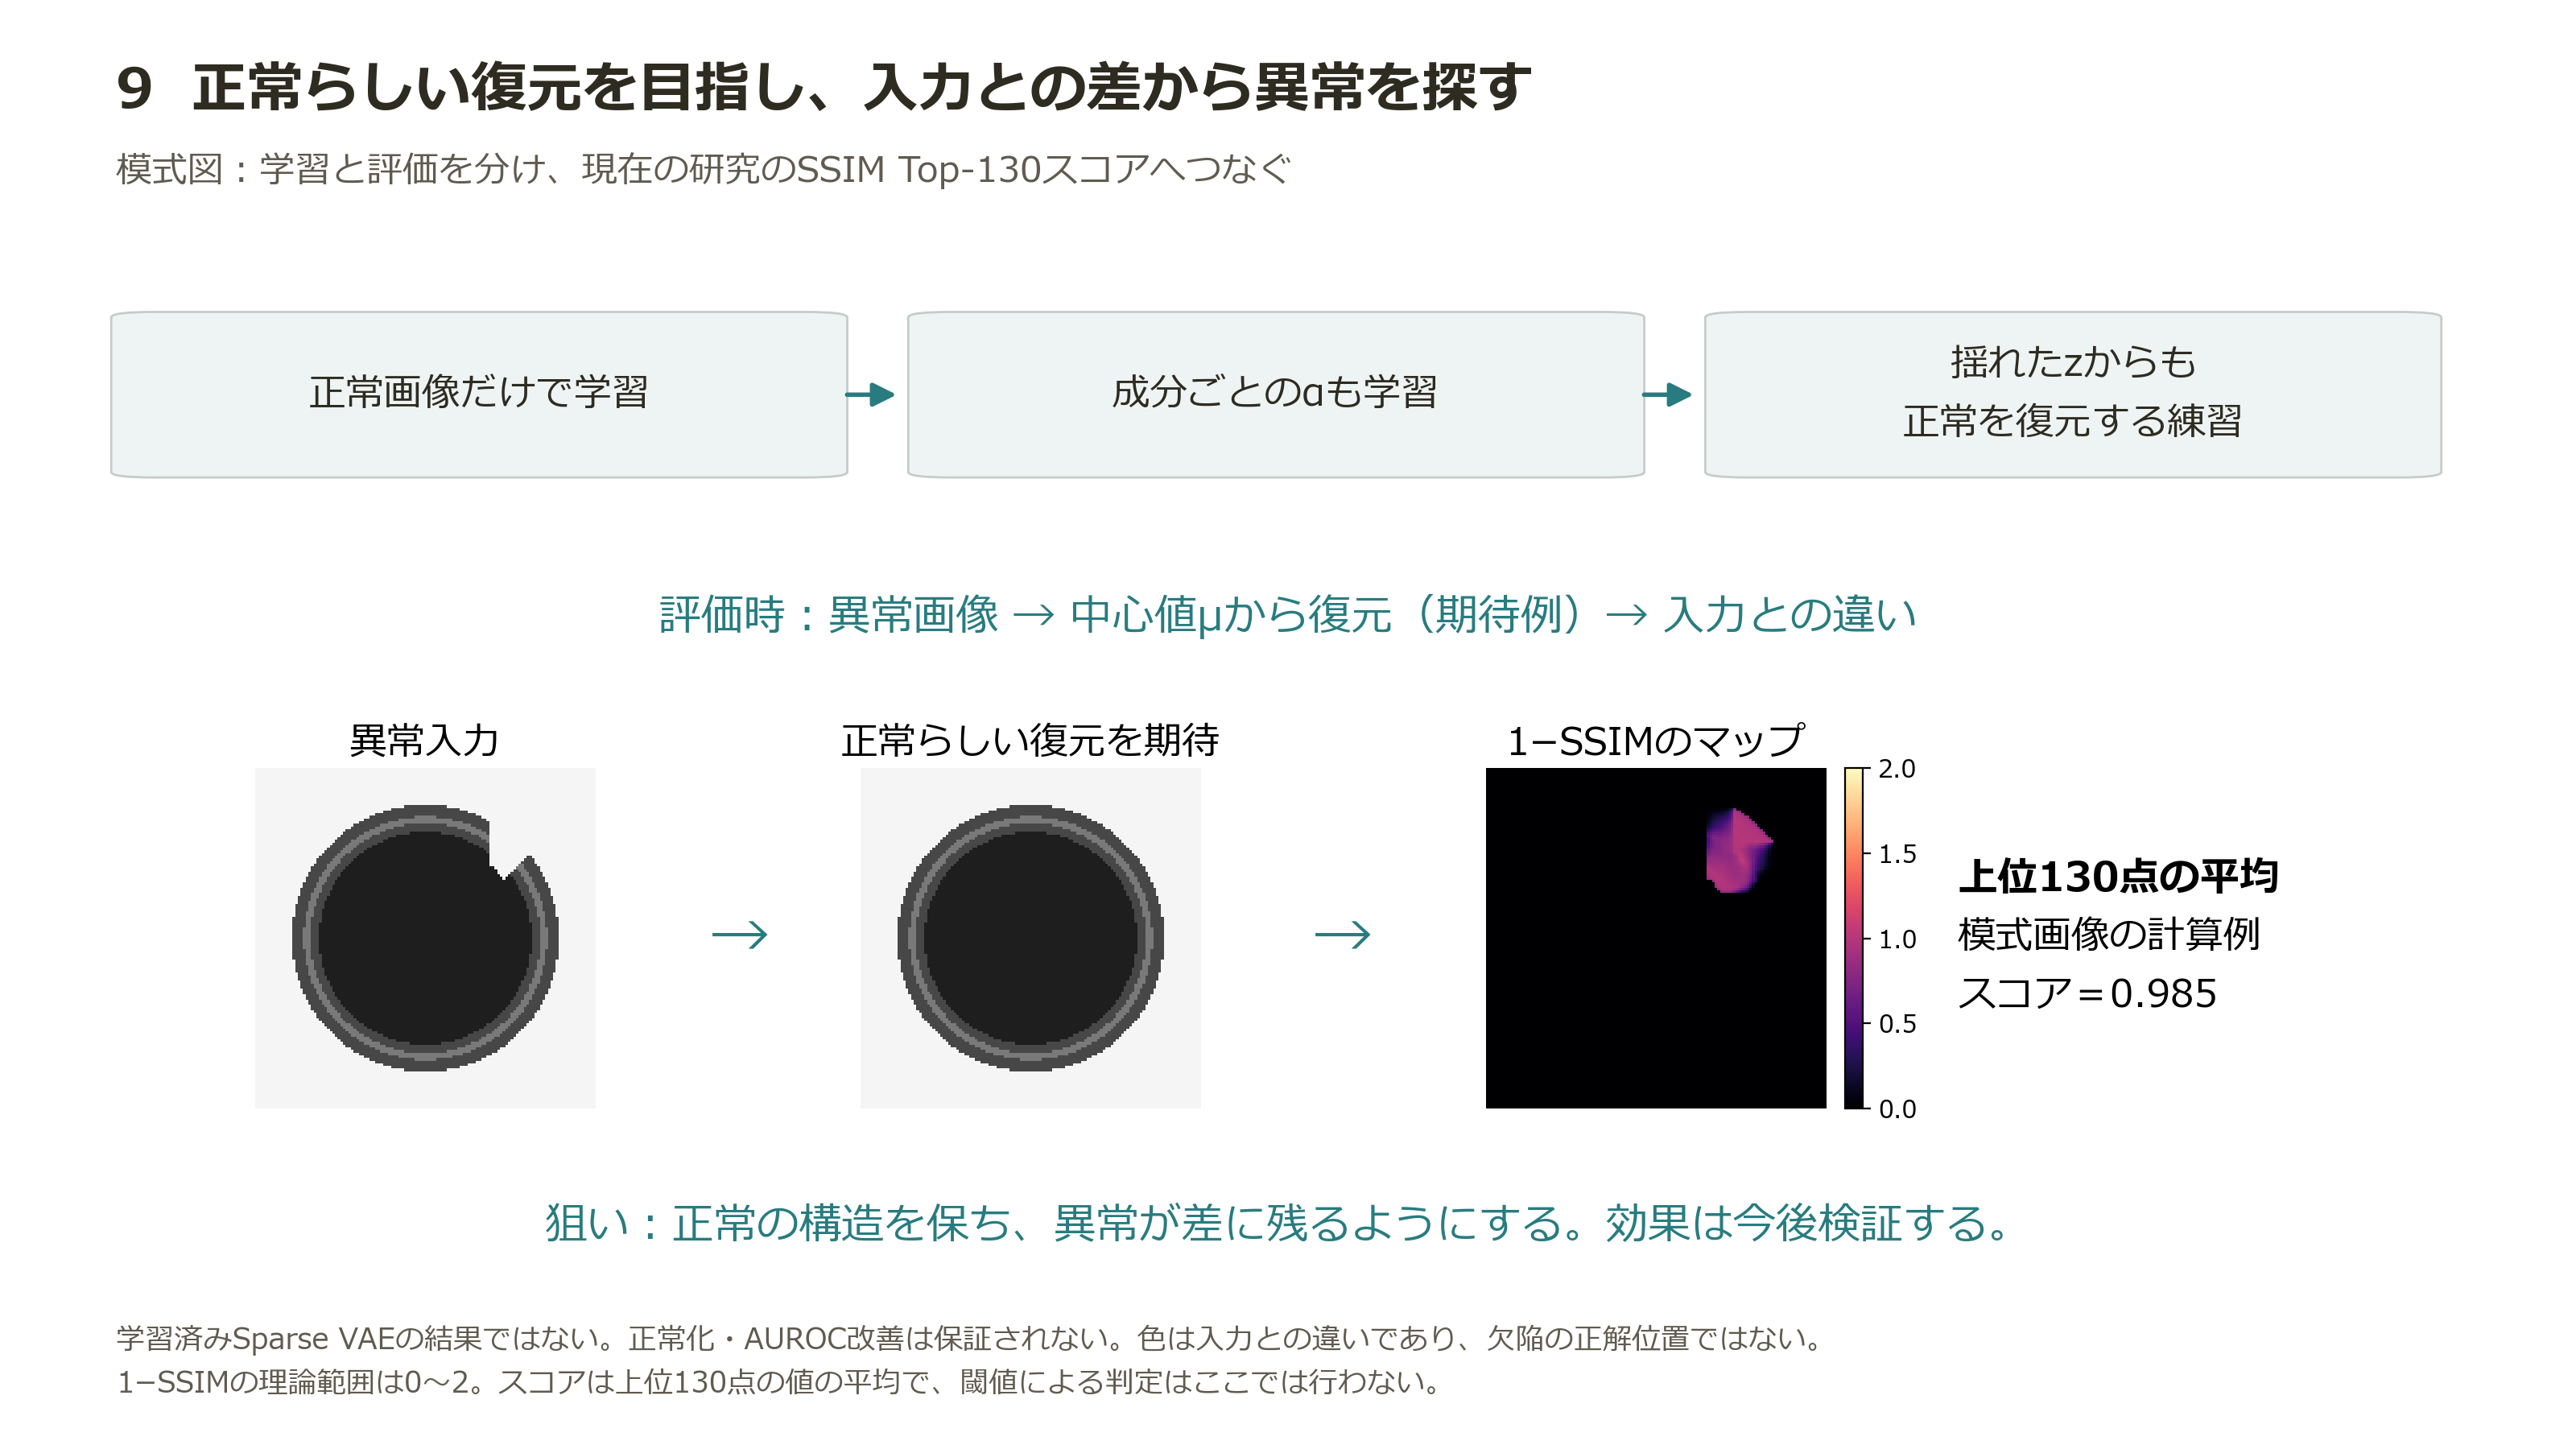 9 正常らしい復元を目指し、入力との差から異常を探す
模式図：学習と評価を分け、現在の研究のSSIM Top-130スコアへつなぐ
正常画像だけで学習
成分ごとのαも学習
揺れたzからも
正常を復元する練習
評価時：異常画像 → 中心値μから復元（期待例）→ 入力との違い
異常入力
正常らしい復元を期待
1−SSIMのマップ
→
→
2.0
1.5
1.0
0.5
0.0
上位130点の平均
模式画像の計算例
スコア＝0.985
狙い：正常の構造を保ち、異常が差に残るようにする。効果は今後検証する。
学習済みSparse VAEの結果ではない。正常化・AUROC改善は保証されない。色は入力との違いであり、欠陥の正解位置ではない。
1−SSIMの理論範囲は0～2。スコアは上位130点の値の平均で、閾値による判定はここでは行わない。